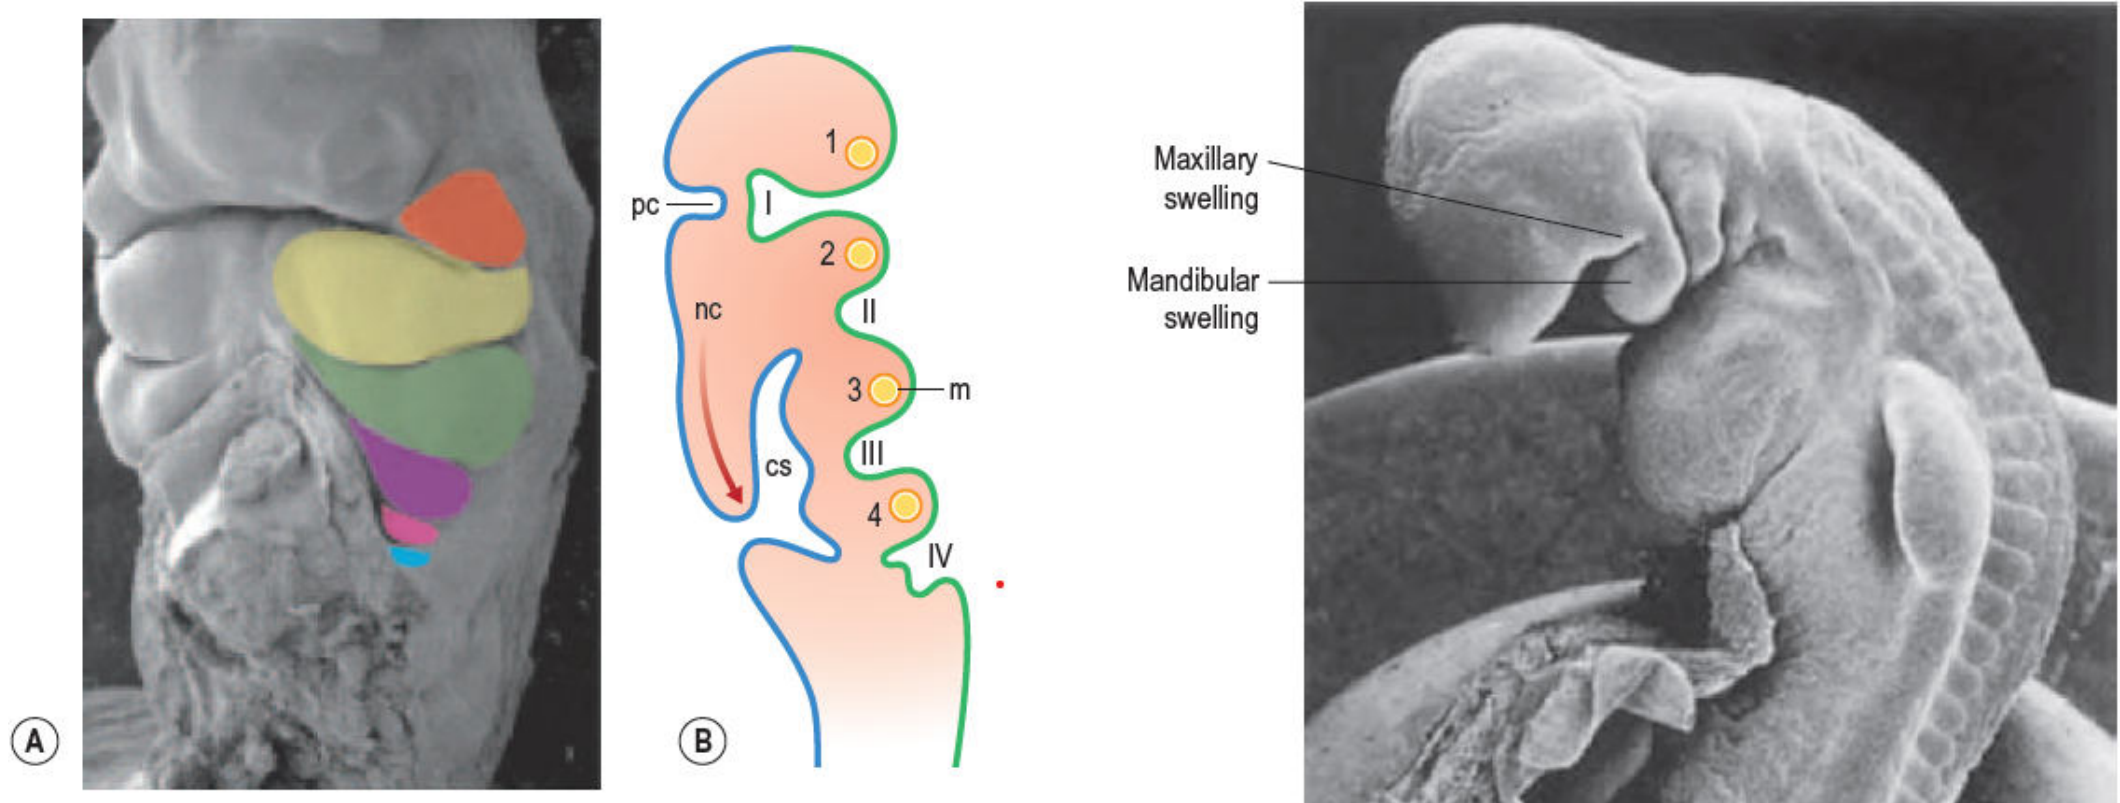 1
pc
I
2
nc
II
3
m
III
cs
4
IV
A
B
Maxillary
swelling
Mandibular
swelling